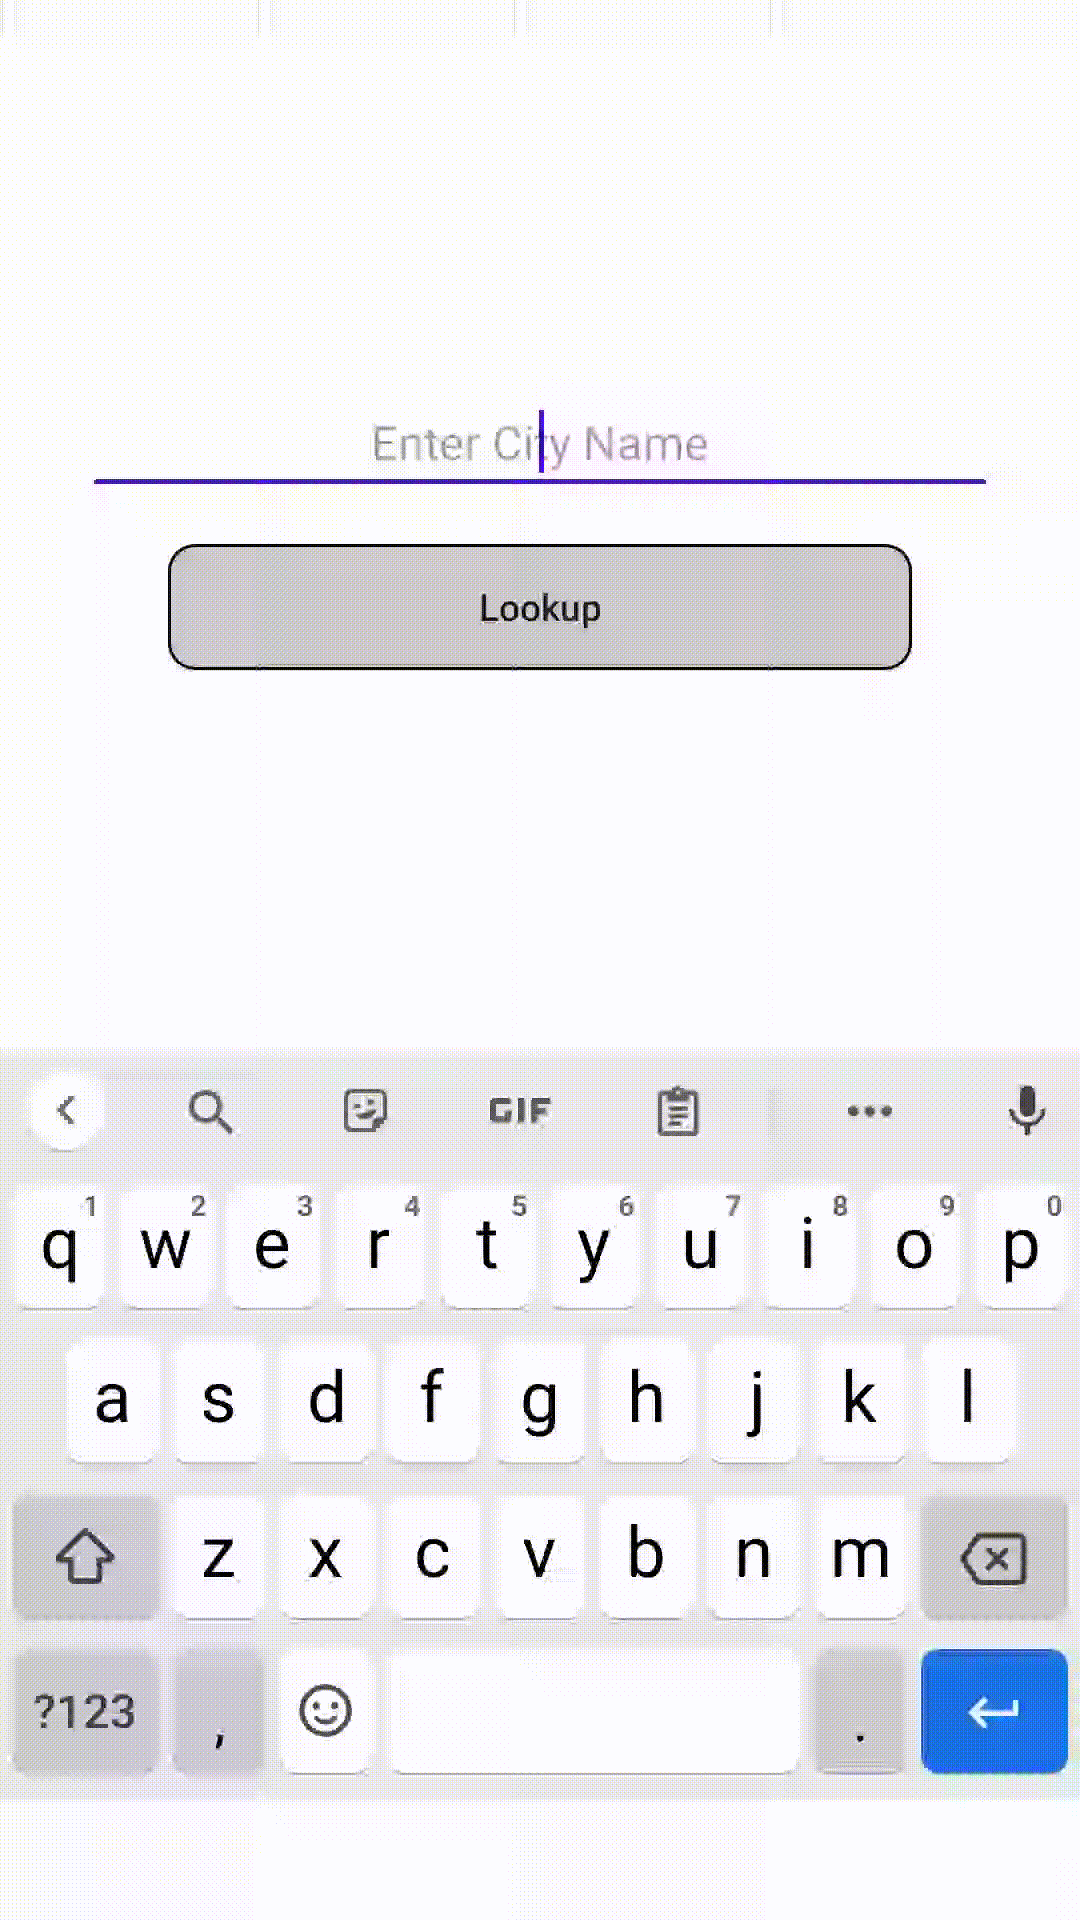 Enter City Name
Lookup
GIF
1 2 3 4 5 6 7 8 9 0
q w e r t y u i o p
a s d f g h j k l
z x c v b n m
?123 , .